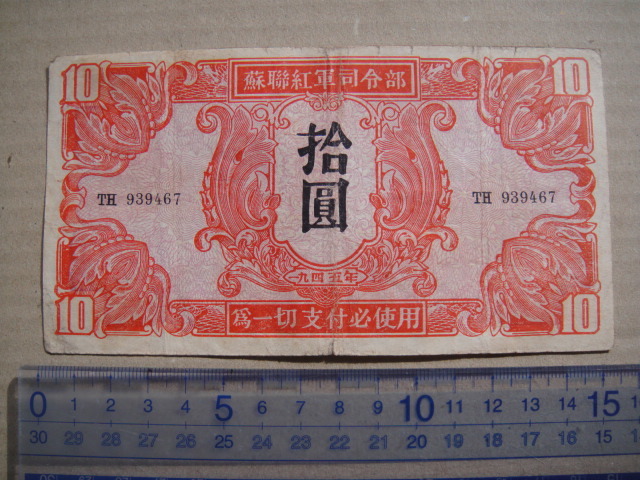 10 蘇聯紅軍司令部 10
拾
圓
TH 939467 TH 939467
一九四五年
10 爲一切支付必使用 10
0 1 2 3 4 5 6 7 8 9 10 11 12 13 14 15
30 29 28 27 26 25 24 23 22 21 20 19 18 17 16 15